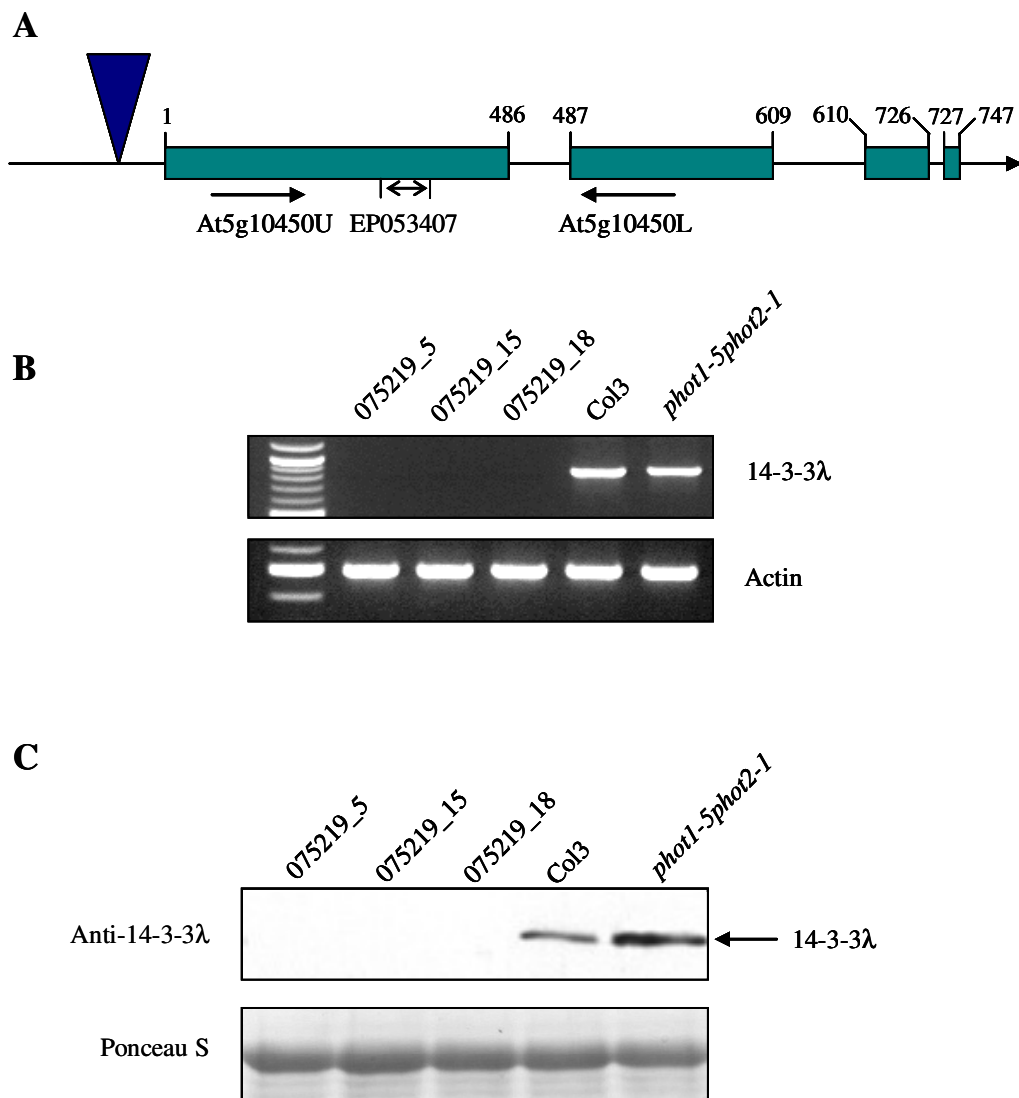 A
1 486 487 609 610 726 727 747
At5g10450U EP053407 At5g10450L
B
075219_5 075219_15 075219_18 Col3 phot1-5phot2-1
14-3-3λ
Actin
C
075219_5 075219_15 075219_18 Col3 phot1-5phot2-1
Anti-14-3-3λ 14-3-3λ
Ponceau S